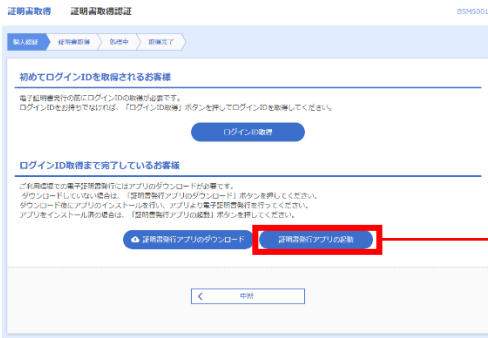 証明書取得　証明書取得認証
BSMS001
個人認証　証明書取得　処理中　取得完了
初めてログインIDを取得されるお客様
電子証明書発行の前にログインIDの取得が必要です。
ログインIDをお持ちでなければ、「ログインID取得」ボタンを押してログインIDを取得してください。
ログインID取得
ログインID取得まで完了しているお客様
ご利用環境での電子証明書発行にはアプリのダウンロードが必要です。
ダウンロードしていない場合は、「証明書発行アプリのダウンロード」ボタンを押してください。
ダウンロード後にアプリのインストールを行い、アプリより電子証明書発行を行ってください。
アプリをインストール済の場合は、「証明書発行アプリの起動」ボタンを押してください。
証明書発行アプリのダウンロード　証明書発行アプリの起動
中断